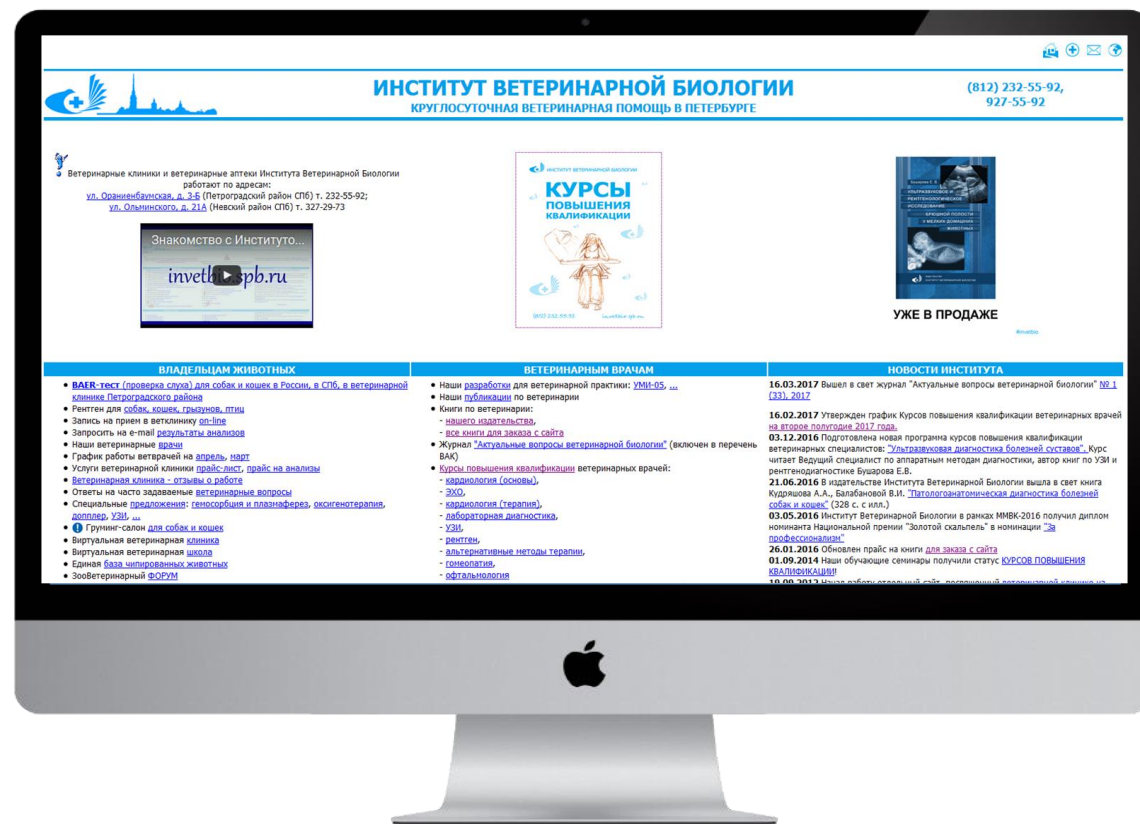 ИНСТИТУТ ВЕТЕРИНАРНОЙ БИОЛОГИИ
КРУГЛОСУТОЧНАЯ ВЕТЕРИНАРНАЯ ПОМОЩЬ В ПЕТЕРБУРГЕ
(812) 232-55-92,
927-55-92
Ветеринарные клиники и ветеринарные аптеки Института Ветеринарной Биологии
работают по адресам:
ул. Ораниенбаумская, д. 3-Б (Петроградский район СПб) т. 232-55-92;
ул. Ольминского, д. 21А (Невский район СПб) т. 327-29-73
Знакомство с Институто...
invetbio.spb.ru
ИНСТИТУТ ВЕТЕРИНАРНОЙ БИОЛОГИИ
КУРСЫ
ПОВЫШЕНИЯ
КВАЛИФИКАЦИИ
УЛЬТРАЗВУКОВОЕ И
РЕНТГЕНОЛОГИЧЕСКОЕ
ИССЛЕДОВАНИЕ
БРЮШНОЙ ПОЛОСТИ
У МЕЛКИХ ДОМАШНИХ
ЖИВОТНЫХ
УЖЕ В ПРОДАЖЕ
#invetbio
ВЛАДЕЛЬЦАМ ЖИВОТНЫХ
• BAER-тест (проверка слуха) для собак и кошек в России, в СПб, в ветеринарной
клинике Петроградского района
• Рентген для собак, кошек, грызунов, птиц
• Запись на прием в ветклинику on-line
• Запросить на e-mail результаты анализов
• Наши ветеринарные врачи
• График работы ветврачей на апрель, март
• Услуги ветеринарной клиники прайс-лист, прайс на анализы
• Ветеринарная клиника - отзывы о работе
• Ответы на часто задаваемые ветеринарные вопросы
• Специальные предложения: гемосорбция и плазмаферез, оксигенотерапия,
допплер, УЗИ, ...
• Груминг-салон для собак и кошек
• Виртуальная ветеринарная клиника
• Виртуальная ветеринарная школа
• Единая база чипированных животных
• ЗооВетеринарный ФОРУМ
ВЕТЕРИНАРНЫМ ВРАЧАМ
• Наши разработки для ветеринарной практики: УМИ-05, ...
• Наши публикации по ветеринарии
• Книги по ветеринарии:
- нашего издательства,
- все книги для заказа с сайта
• Журнал "Актуальные вопросы ветеринарной биологии" (включен в перечень
ВАК)
• Курсы повышения квалификации ветеринарных врачей:
- кардиология (основы),
- ЭХО,
- кардиология (терапия),
- лабораторная диагностика,
- УЗИ,
- рентген,
- альтернативные методы терапии,
- гомеопатия,
- офтальмология
НОВОСТИ ИНСТИТУТА
16.03.2017 Вышел в свет журнал "Актуальные вопросы ветеринарной биологии" № 1
(33), 2017
16.02.2017 Утвержден график Курсов повышения квалификации ветеринарных врачей
на второе полугодие 2017 года.
03.12.2016 Подготовлена новая программа курсов повышения квалификации
ветеринарных специалистов: "Ультразвуковая диагностика болезней суставов". Курс
читает Ведущий специалист по аппаратным методам диагностики, автор книг по УЗИ и
рентгенодиагностике Бушарова Е.В.
21.06.2016 В издательстве Института Ветеринарной Биологии вышла в свет книга
Кудряшова А.А., Балабановой В.И. "Патологоанатомическая диагностика болезней
собак и кошек" (328 с. с илл.)
03.05.2016 Институт Ветеринарной Биологии в рамках ММВК-2016 получил диплом
номинанта Национальной премии "Золотой скальпель" в номинации "За
профессионализм"
26.01.2016 Обновлен прайс на книги для заказа с сайта
01.09.2014 Наши обучающие семинары получили статус КУРСОВ ПОВЫШЕНИЯ
КВАЛИФИКАЦИИ!